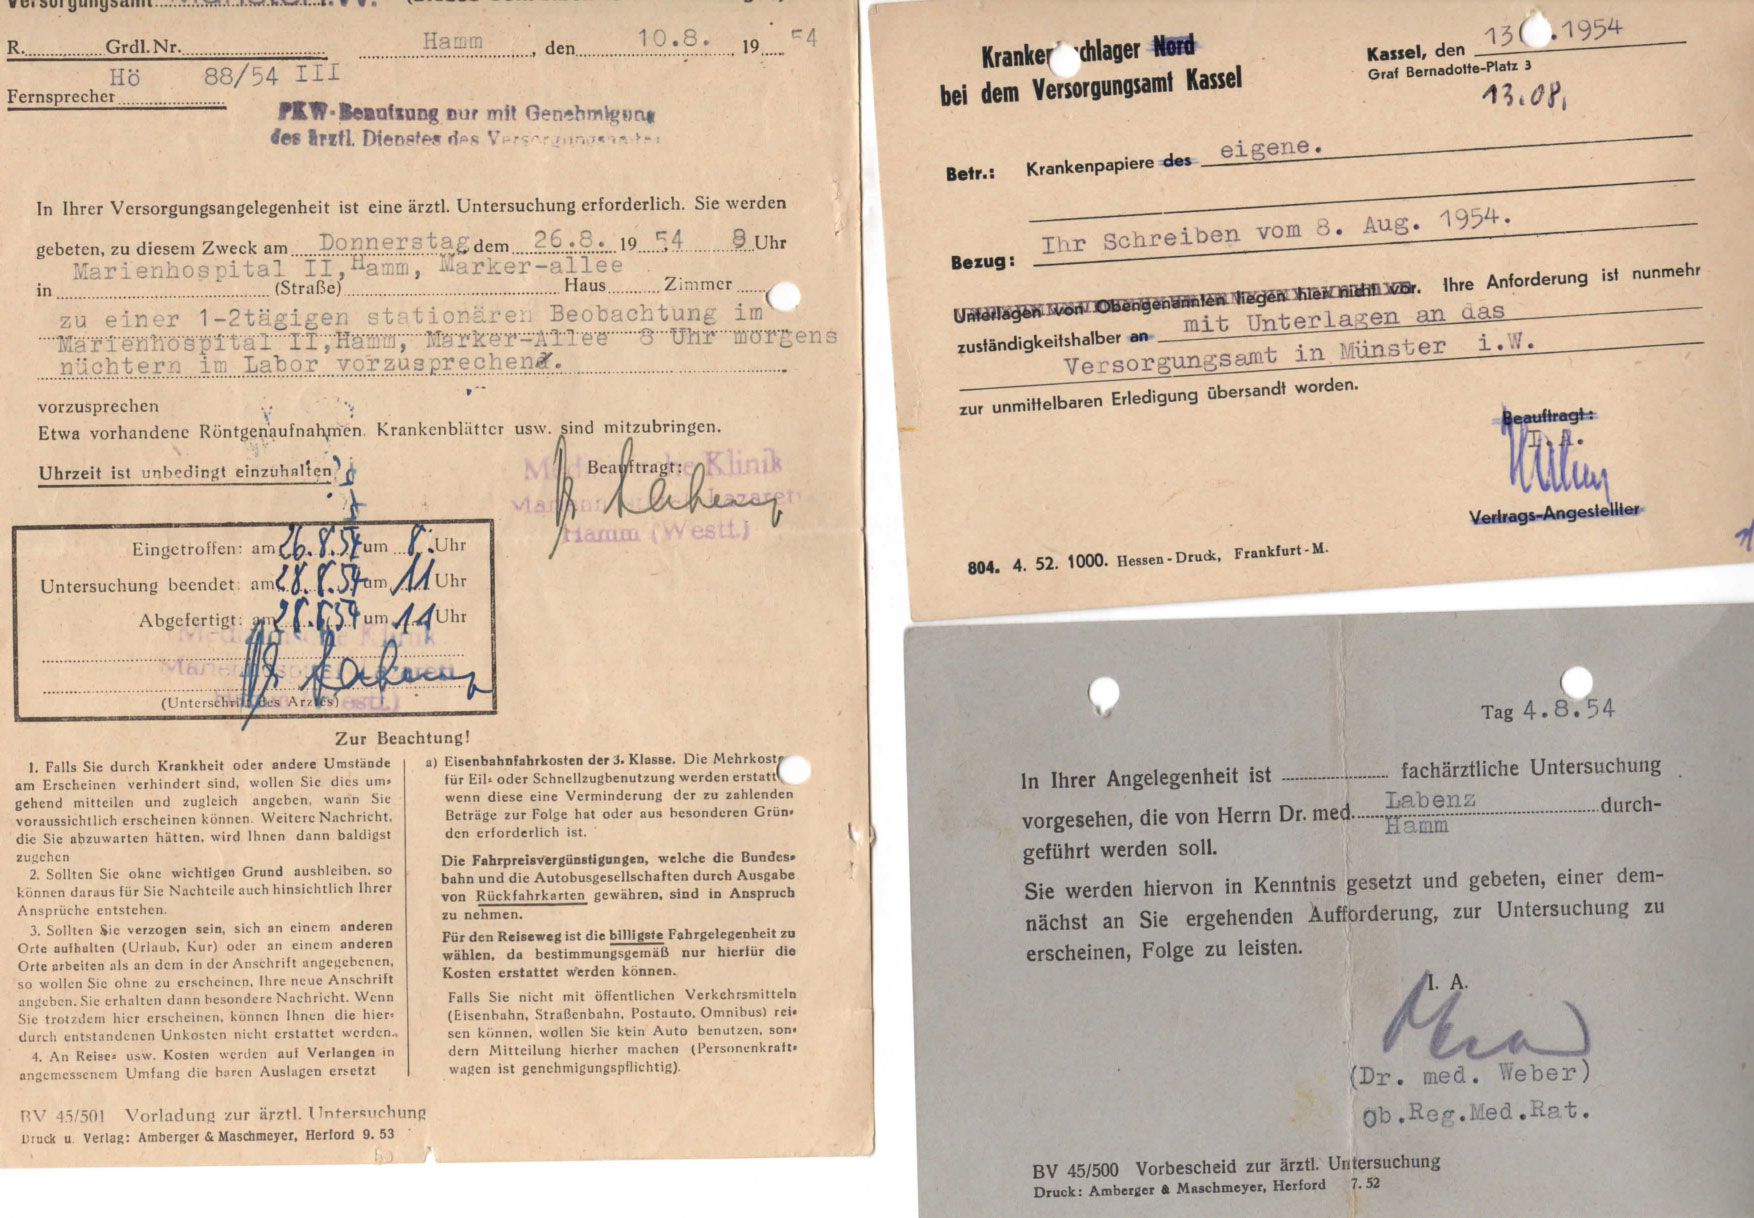 R. Grdl.Nr. Hamm, den 10.8. 19 54
Hö 88/54 III
Fernsprecher
PKW-Benutzung nur mit Genehmigung
des ärztl. Dienstes des Versorgungsamtes
In Ihrer Versorgungsangelegenheit ist eine ärztl. Untersuchung erforderlich. Sie werden
gebeten, zu diesem Zweck am Donnerstag dem 26.8. 19 54 8 Uhr
Marienhospital II, Hamm, Marker-allee
in (Straße) Haus Zimmer
zu einer 1-2tägigen stationären Beobachtung im
Marienhospital II, Hamm, Marker-Allee 8 Uhr morgens
nüchtern im Labor vorzusprechen.
vorzusprechen
Etwa vorhandene Röntgenaufnahmen, Krankenblätter usw. sind mitzubringen.
Uhrzeit ist unbedingt einzuhalten!
Beauftragt:
Medizinische Klinik
Hamm (Westf.)
Eingetroffen: am 26.8.54 um 8 Uhr
Untersuchung beendet: am 28.8.54 um 11 Uhr
Abgefertigt: am 28.8.54 um 11 Uhr
Medizinische Klinik
(Unterschrift des Arztes)
Zur Beachtung!
1. Falls Sie durch Krankheit oder andere Umstände
am Erscheinen verhindert sind, wollen Sie dies um-
gehend mitteilen und zugleich angeben, wann Sie
voraussichtlich erscheinen können. Weitere Nachricht,
die Sie abzuwarten hätten, wird Ihnen dann baldigst
zugehen
2. Sollten Sie ohne wichtigen Grund ausbleiben, so
können daraus für Sie Nachteile auch hinsichtlich Ihrer
Ansprüche entstehen.
3. Sollten Sie verzogen sein, sich an einem anderen
Orte aufhalten (Urlaub, Kur) oder an einem anderen
Orte arbeiten als an dem in der Anschrift angegebenen,
so wollen Sie ohne zu erscheinen, Ihre neue Anschrift
angeben. Sie erhalten dann besondere Nachricht. Wenn
Sie trotzdem hier erscheinen, können Ihnen die hier-
durch entstandenen Unkosten nicht erstattet werden.
4. An Reise- usw. Kosten werden auf Verlangen in
angemessenem Umfang die baren Auslagen ersetzt
a) Eisenbahnfahrkosten der 3. Klasse. Die Mehrkost
für Eil- oder Schnellzugbenutzung werden erstatt
wenn diese eine Verminderung der zu zahlenden
Beträge zur Folge hat oder aus besonderen Grün-
den erforderlich ist.
Die Fahrpreisvergünstigungen, welche die Bundes-
bahn und die Autobusgesellschaften durch Ausgabe
von Rückfahrkarten gewähren, sind in Anspruch
zu nehmen.
Für den Reiseweg ist die billigste Fahrgelegenheit zu
wählen, da bestimmungsgemäß nur hierfür die
Kosten erstattet werden können.
Falls Sie nicht mit öffentlichen Verkehrsmitteln
(Eisenbahn, Straßenbahn, Postauto, Omnibus) rei-
sen können, wollen Sie kein Auto benutzen, son-
dern Mitteilung hierher machen (Personenkraft-
wagen ist genehmigungspflichtig).
BV 45/501 Vorladung zur ärztl. Untersuchung
Druck u. Verlag: Amberger & Maschmeyer, Herford 9. 53
Kranken chlager Nord
bei dem Versorgungsamt Kassel
Kassel, den 13 .1954
Graf Bernadotte-Platz 3
13.08.
Betr.: Krankenpapiere des eigene.
Bezug: Ihr Schreiben vom 8. Aug. 1954.
Unterlagen von Obengenannten liegen hier nicht vor. Ihre Anforderung ist nunmehr
zuständigkeitshalber an mit Unterlagen an das
Versorgungsamt in Münster i.W.
zur unmittelbaren Erledigung übersandt worden.
Beauftragt:
I. A.
Vertrags-Angestellter
804. 4. 52. 1000. Hessen-Druck, Frankfurt-M.
Tag 4.8.54
In Ihrer Angelegenheit ist fachärztliche Untersuchung
vorgesehen, die von Herrn Dr. med. Labenz durch-
Hamm
geführt werden soll.
Sie werden hiervon in Kenntnis gesetzt und gebeten, einer dem-
nächst an Sie ergehenden Aufforderung, zur Untersuchung zu
erscheinen, Folge zu leisten.
I. A.
(Dr. med. Weber)
Ob.Reg.Med.Rat.
BV 45/500 Vorbescheid zur ärztl. Untersuchung
Druck: Amberger & Maschmeyer, Herford 7. 52